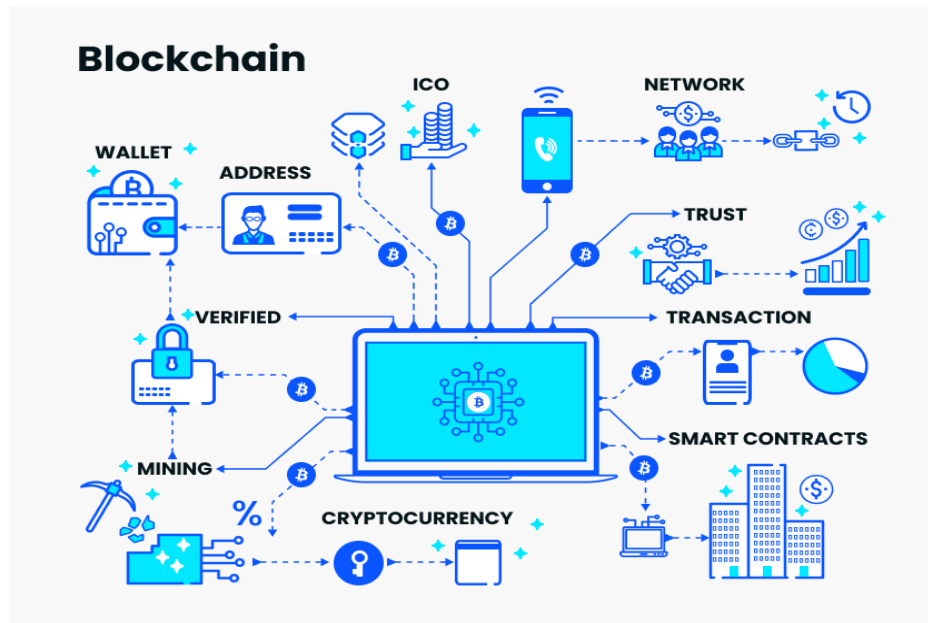 Blockchain
ICO
NETWORK
WALLET
ADDRESS
TRUST
VERIFIED
TRANSACTION
SMART CONTRACTS
MINING
%
CRYPTOCURRENCY